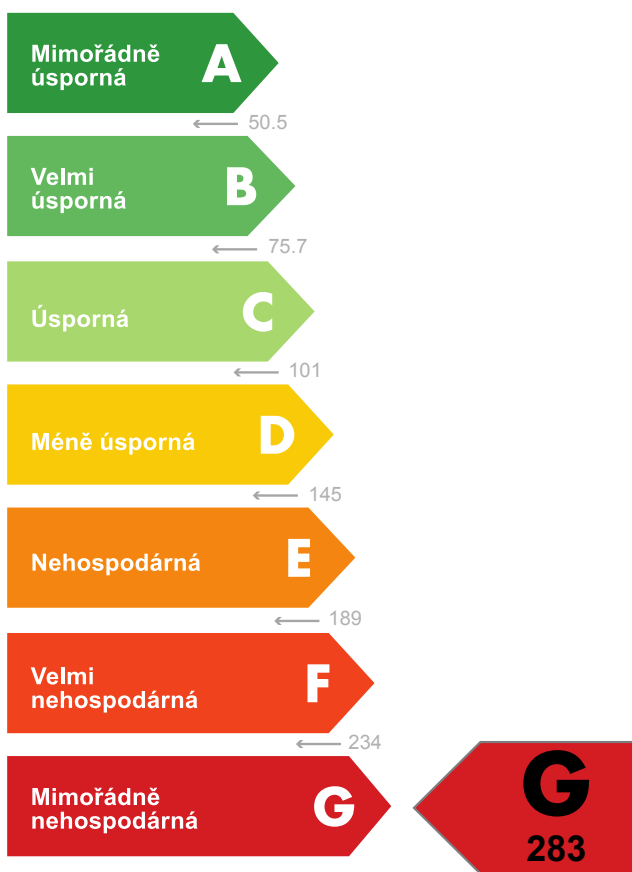 Mimořádně
úsporná
A
50.5
Velmi
úsporná
B
75.7
Úsporná
C
101
Méně úsporná
D
145
Nehospodárná
E
189
Velmi
nehospodárná
F
234
Mimořádně
nehospodárná
G
G
283